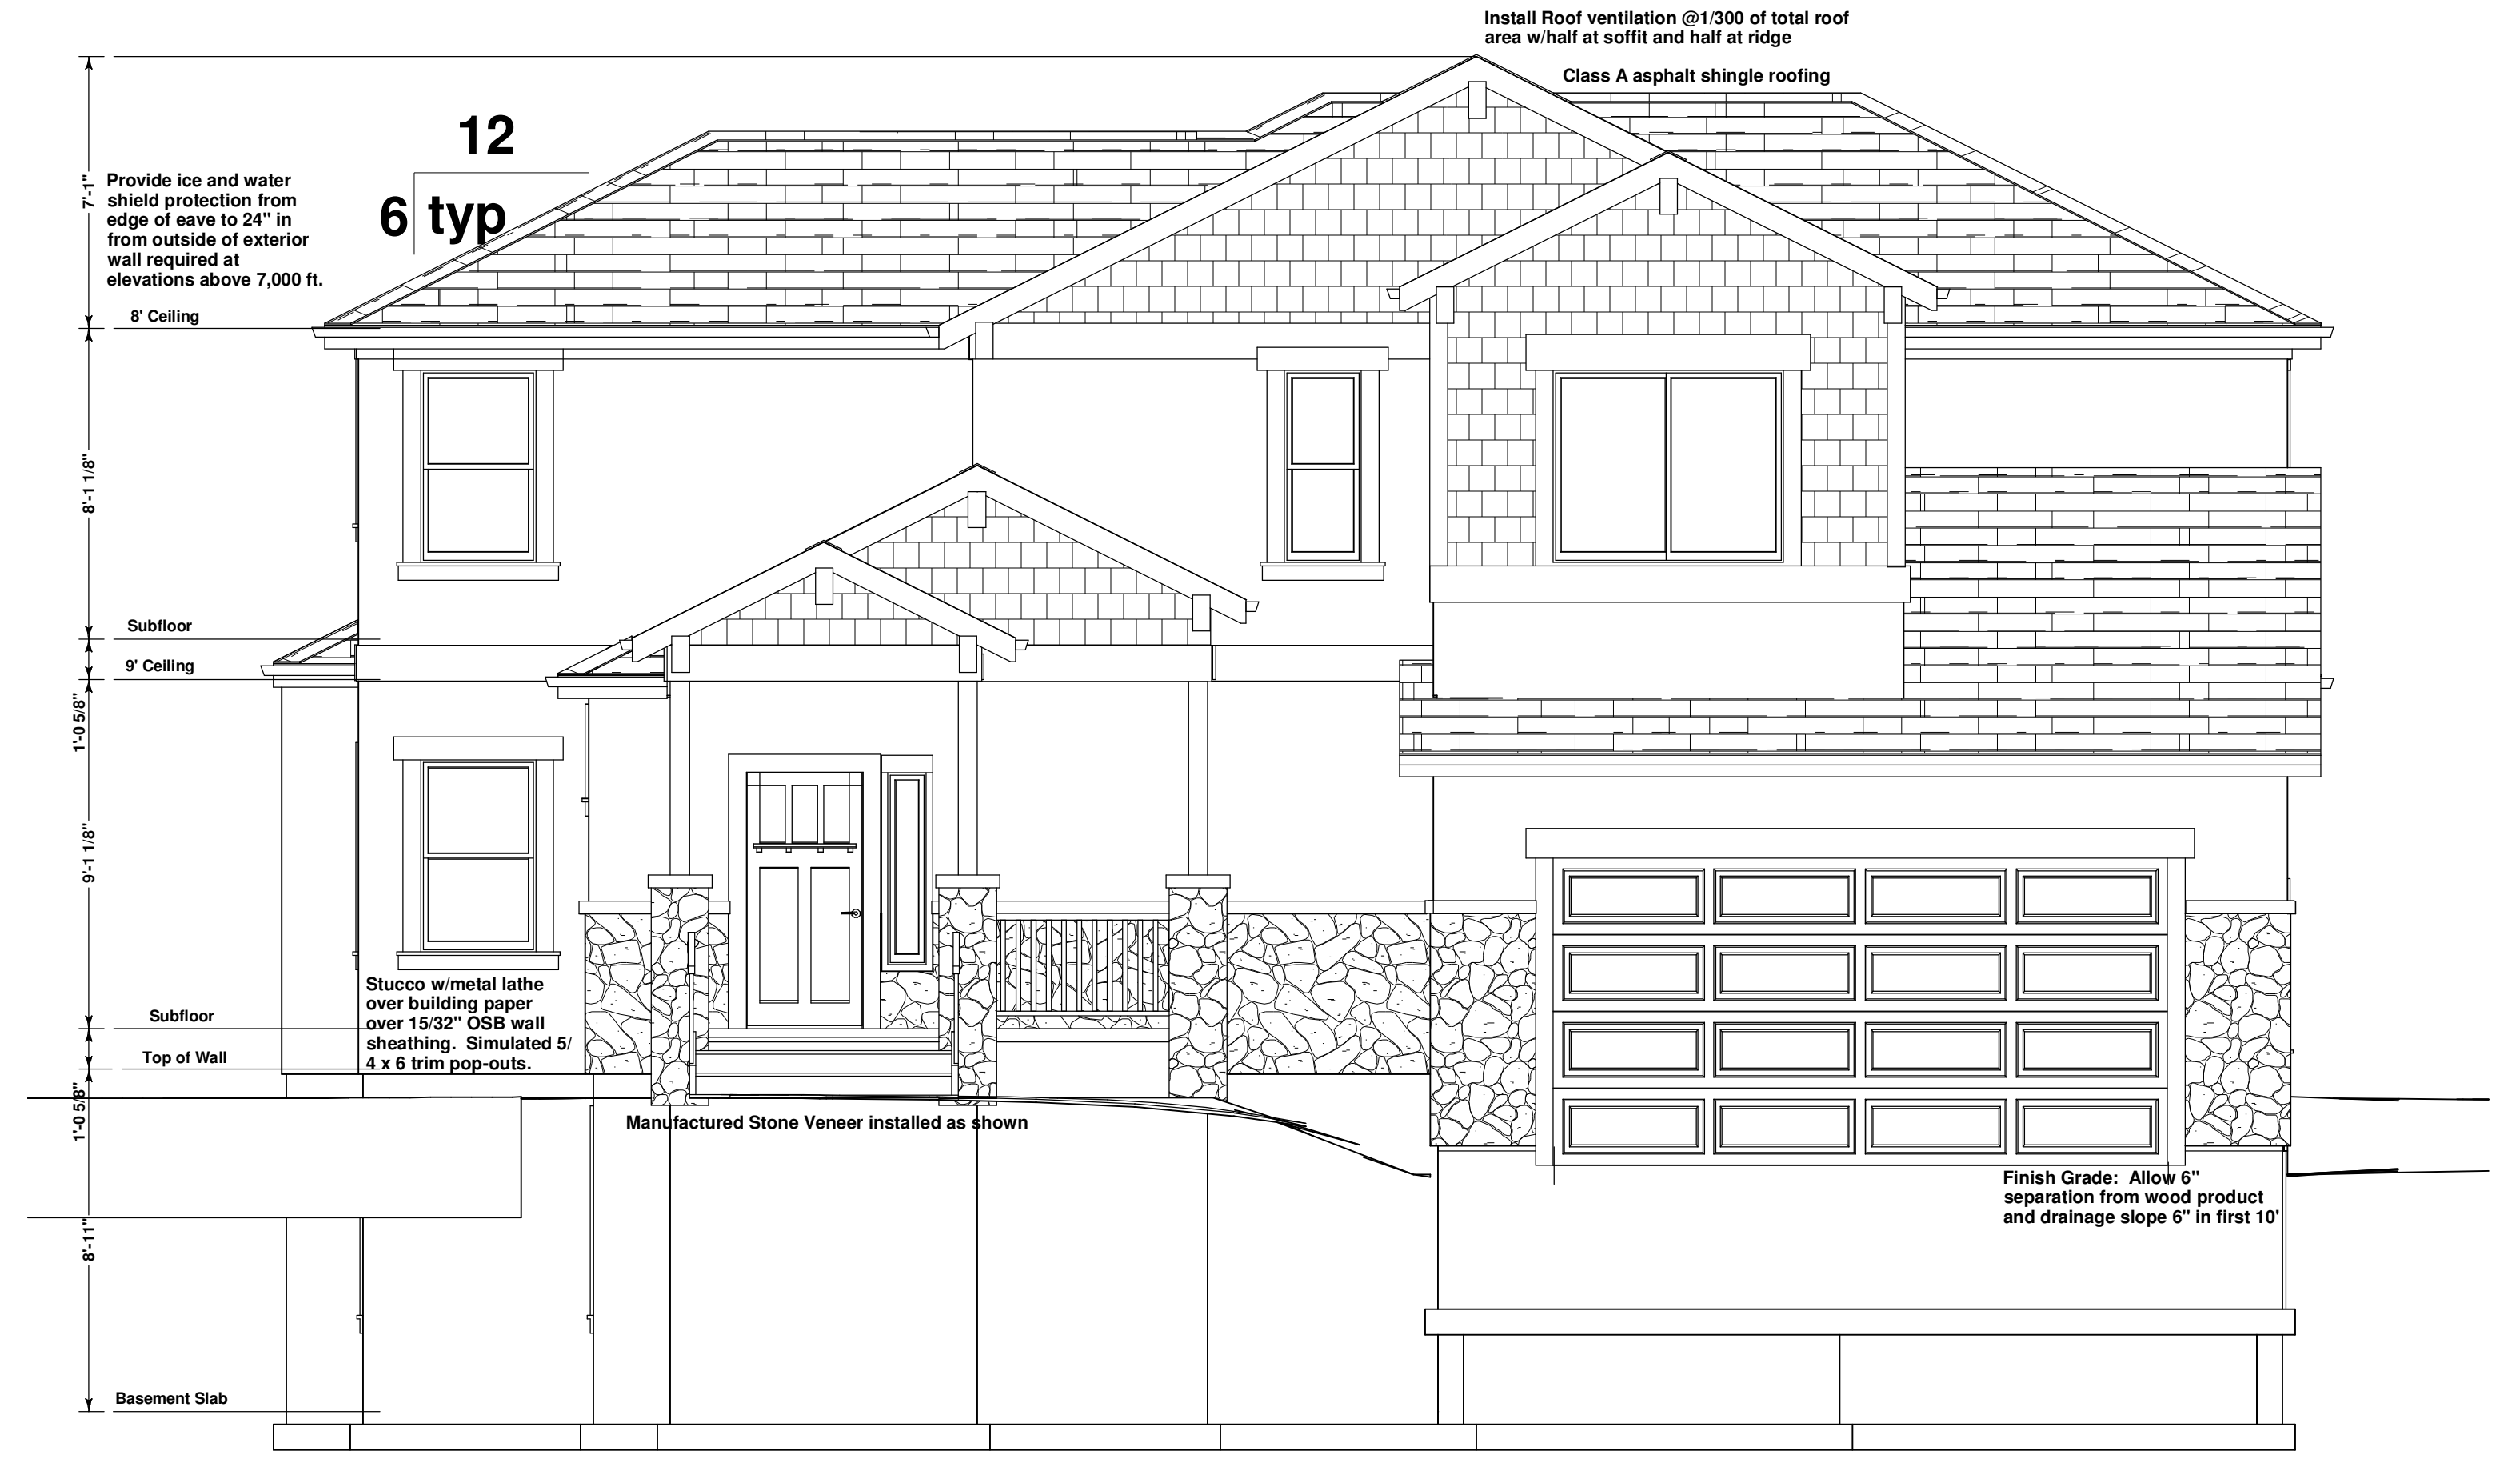 Install Roof ventilation @1/300 of total roof
area w/half at soffit and half at ridge
Class A asphalt shingle roofing
12
6 typ
7'-1"
Provide ice and water
shield protection from
edge of eave to 24" in
from outside of exterior
wall required at
elevations above 7,000 ft.
8' Ceiling
8'-1 1/8"
Subfloor
9' Ceiling
1'-0 5/8"
9'-1 1/8"
Stucco w/metal lathe
over building paper
over 15/32" OSB wall
sheathing.  Simulated 5/
4 x 6 trim pop-outs.
Subfloor
Top of Wall
1'-0 5/8"
Manufactured Stone Veneer installed as shown
Finish Grade:  Allow 6"
separation from wood product
and drainage slope 6" in first 10'
8'-11"
Basement Slab